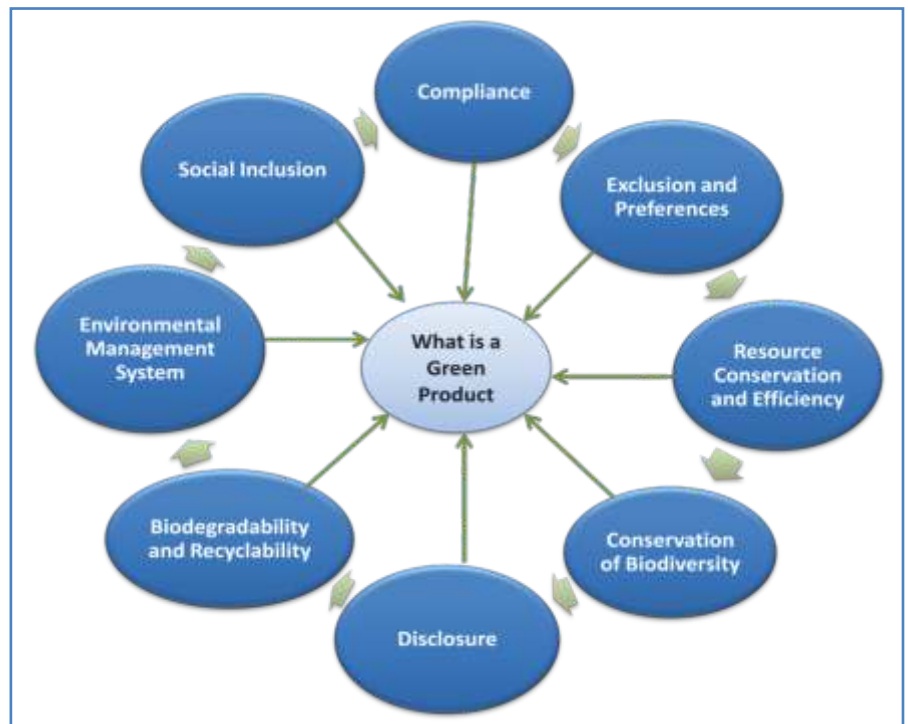 Compliance
Exclusion and
Preferences
Resource
Conservation
and Efficiency
Conservation
of Biodiversity
Disclosure
Biodegradability
and Recyclability
Environmental
Management
System
Social Inclusion
What is a
Green
Product